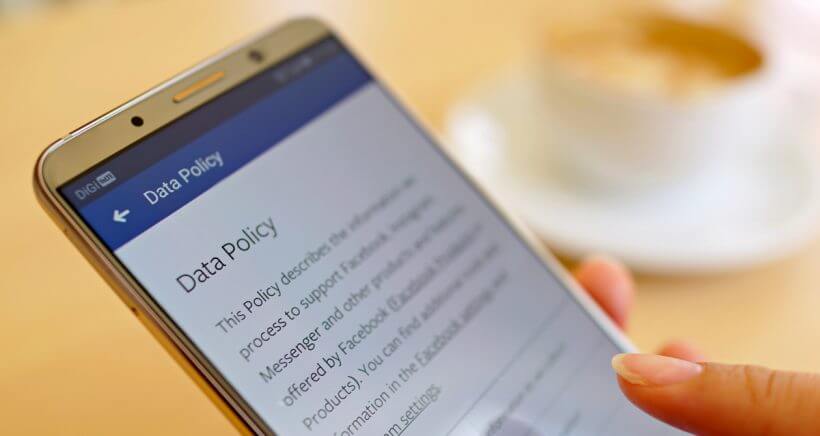 DiGi
Data Policy
Data Policy
This Policy describes the information we
process to support Facebook, Instagram,
Messenger and other products and features
offered by Facebook (Facebook Products or
Products). You can find additional tools and
formation in the Facebook settings and
am settings.